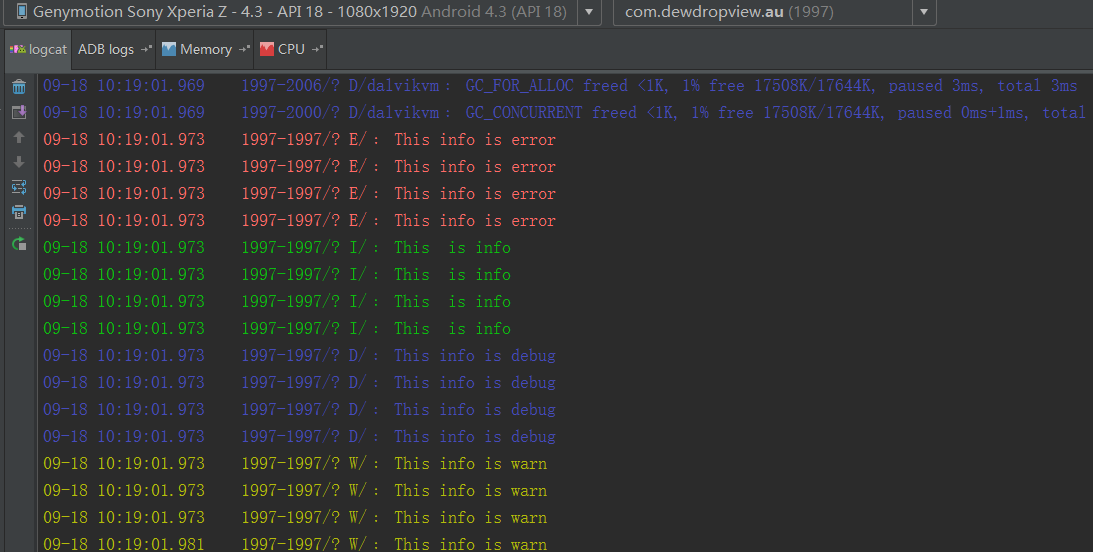 Genymotion Sony Xperia Z - 4.3 - API 18 - 1080x1920 Android 4.3 (API 18) com.dewdropview.au (1997)
logcat ADB logs Memory CPU
09-18 10:19:01.969 1997-2006/? D/dalvikvm: GC_FOR_ALLOC freed <1K, 1% free 17508K/17644K, paused 3ms, total 3ms
09-18 10:19:01.969 1997-2000/? D/dalvikvm: GC_CONCURRENT freed <1K, 1% free 17508K/17644K, paused 0ms+1ms, total
09-18 10:19:01.973 1997-1997/? E/: This info is error
09-18 10:19:01.973 1997-1997/? E/: This info is error
09-18 10:19:01.973 1997-1997/? E/: This info is error
09-18 10:19:01.973 1997-1997/? E/: This info is error
09-18 10:19:01.973 1997-1997/? I/: This  is info
09-18 10:19:01.973 1997-1997/? I/: This  is info
09-18 10:19:01.973 1997-1997/? I/: This  is info
09-18 10:19:01.973 1997-1997/? I/: This  is info
09-18 10:19:01.973 1997-1997/? D/: This info is debug
09-18 10:19:01.973 1997-1997/? D/: This info is debug
09-18 10:19:01.973 1997-1997/? D/: This info is debug
09-18 10:19:01.973 1997-1997/? D/: This info is debug
09-18 10:19:01.973 1997-1997/? W/: This info is warn
09-18 10:19:01.973 1997-1997/? W/: This info is warn
09-18 10:19:01.973 1997-1997/? W/: This info is warn
09-18 10:19:01.981 1997-1997/? W/: This info is warn